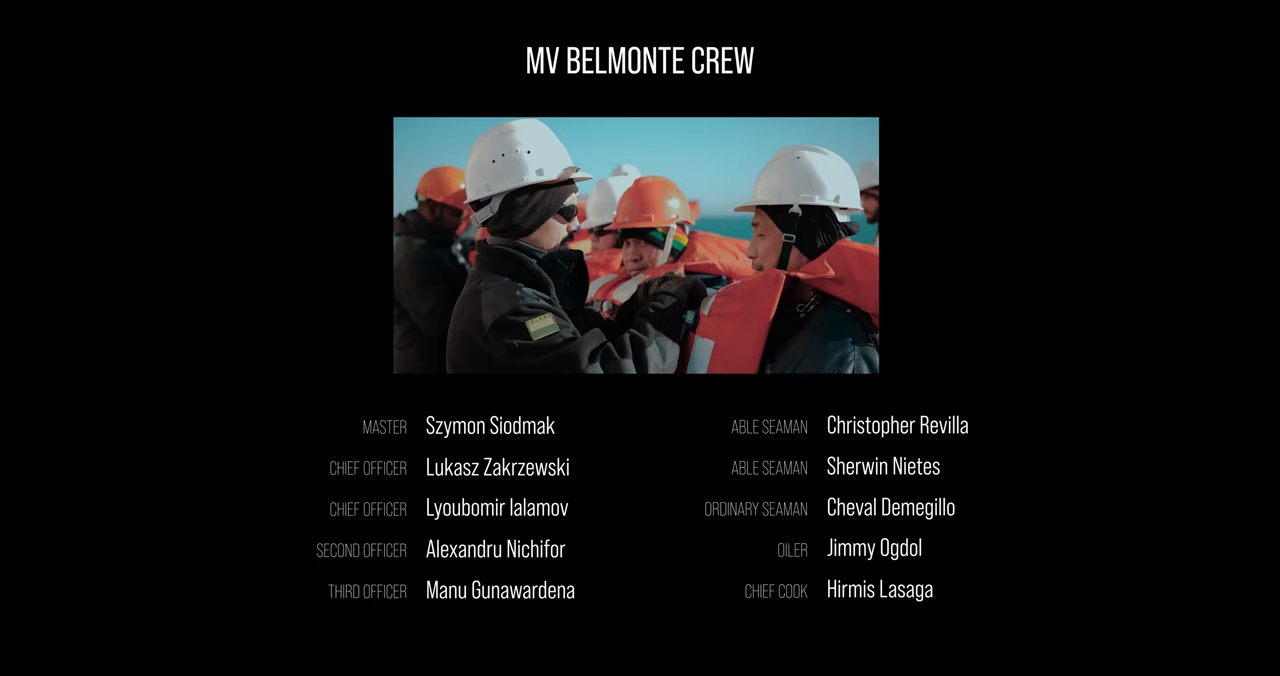 MV BELMONTE CREW
MASTER Szymon Siodmak
CHIEF OFFICER Lukasz Zakrzewski
CHIEF OFFICER Lyoubomir Ialamov
SECOND OFFICER Alexandru Nichifor
THIRD OFFICER Manu Gunawardena
ABLE SEAMAN Christopher Revilla
ABLE SEAMAN Sherwin Nietes
ORDINARY SEAMAN Cheval Demegillo
OILER Jimmy Ogdol
CHIEF COOK Hirmis Lasaga